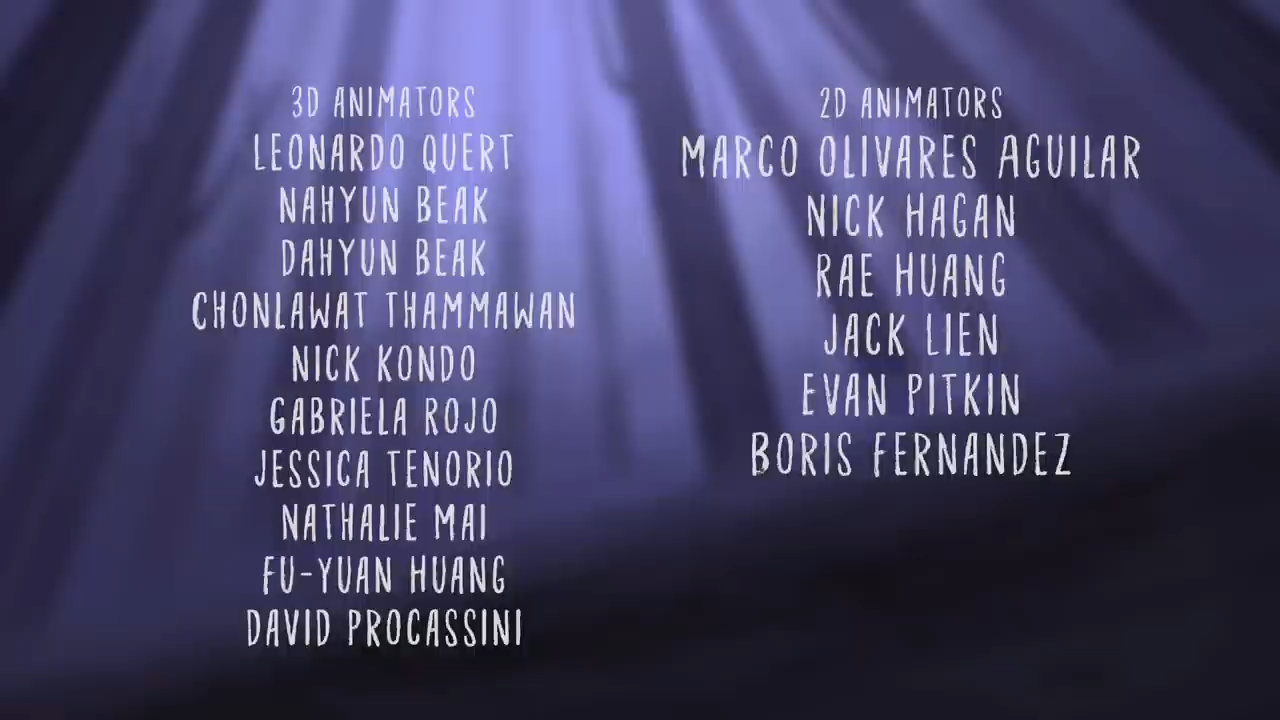 3D ANIMATORS
LEONARDO QUERT
NAHYUN BEAK
DAHYUN BEAK
CHONLAWAT THAMMAWAN
NICK KONDO
GABRIELA ROJO
JESSICA TENORIO
NATHALIE MAI
FU-YUAN HUANG
DAVID PROCASSINI
2D ANIMATORS
MARCO OLIVARES AGUILAR
NICK HAGAN
RAE HUANG
JACK LIEN
EVAN PITKIN
BORIS FERNANDEZ